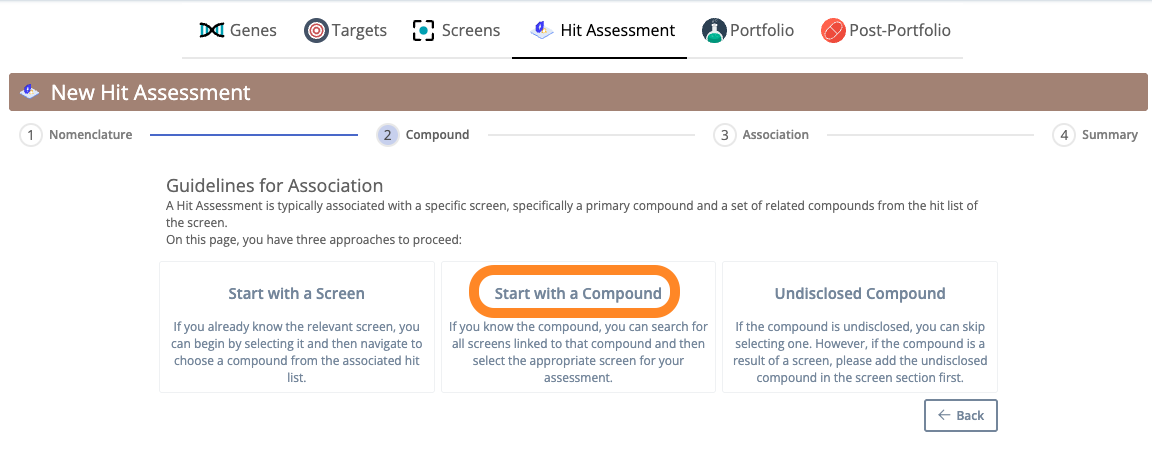 Genes Targets Screens Hit Assessment Portfolio Post-Portfolio
New Hit Assessment
1 Nomenclature 2 Compound 3 Association 4 Summary
Guidelines for Association
A Hit Assessment is typically associated with a specific screen, specifically a primary compound and a set of related compounds from the hit list of
the screen.
On this page, you have three approaches to proceed:
Start with a Screen
If you already know the relevant screen, you
can begin by selecting it and then navigate to
choose a compound from the associated hit
list.
Start with a Compound
If you know the compound, you can search for
all screens linked to that compound and then
select the appropriate screen for your
assessment.
Undisclosed Compound
If the compound is undisclosed, you can skip
selecting one. However, if the compound is a
result of a screen, please add the undisclosed
compound in the screen section first.
Back